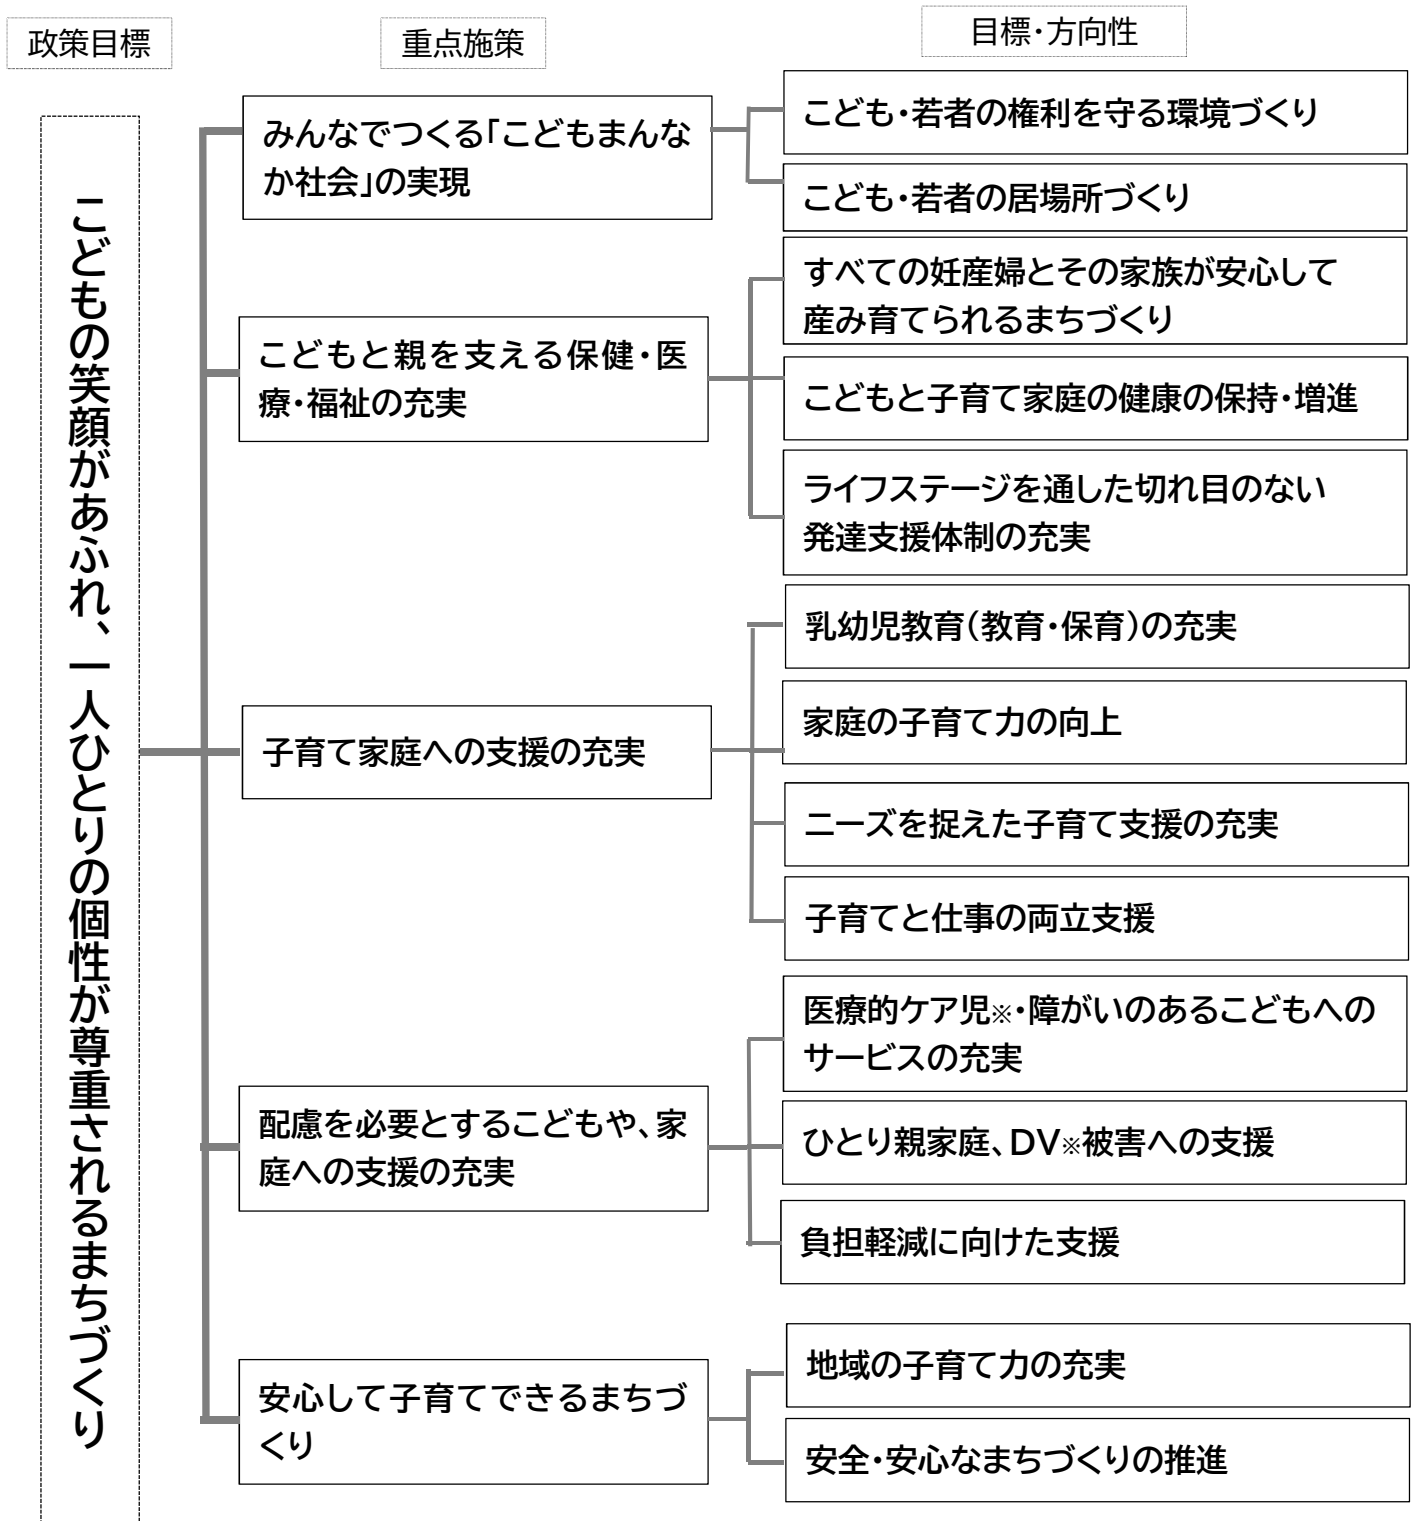 政策目標
重点施策
目標・方向性
こどもの笑顔があふれ、一人ひとりの個性が尊重されるまちづくり
みんなでつくる「こどもまんな
か社会」の実現
こども・若者の権利を守る環境づくり
こども・若者の居場所づくり
こどもと親を支える保健・医
療・福祉の充実
すべての妊産婦とその家族が安心して
産み育てられるまちづくり
こどもと子育て家庭の健康の保持・増進
ライフステージを通した切れ目のない
発達支援体制の充実
子育て家庭への支援の充実
乳幼児教育(教育・保育)の充実
家庭の子育て力の向上
ニーズを捉えた子育て支援の充実
子育てと仕事の両立支援
配慮を必要とするこどもや、家
庭への支援の充実
医療的ケア児※・障がいのあるこどもへの
サービスの充実
ひとり親家庭、DV※被害への支援
負担軽減に向けた支援
安心して子育てできるまちづ
くり
地域の子育て力の充実
安全・安心なまちづくりの推進